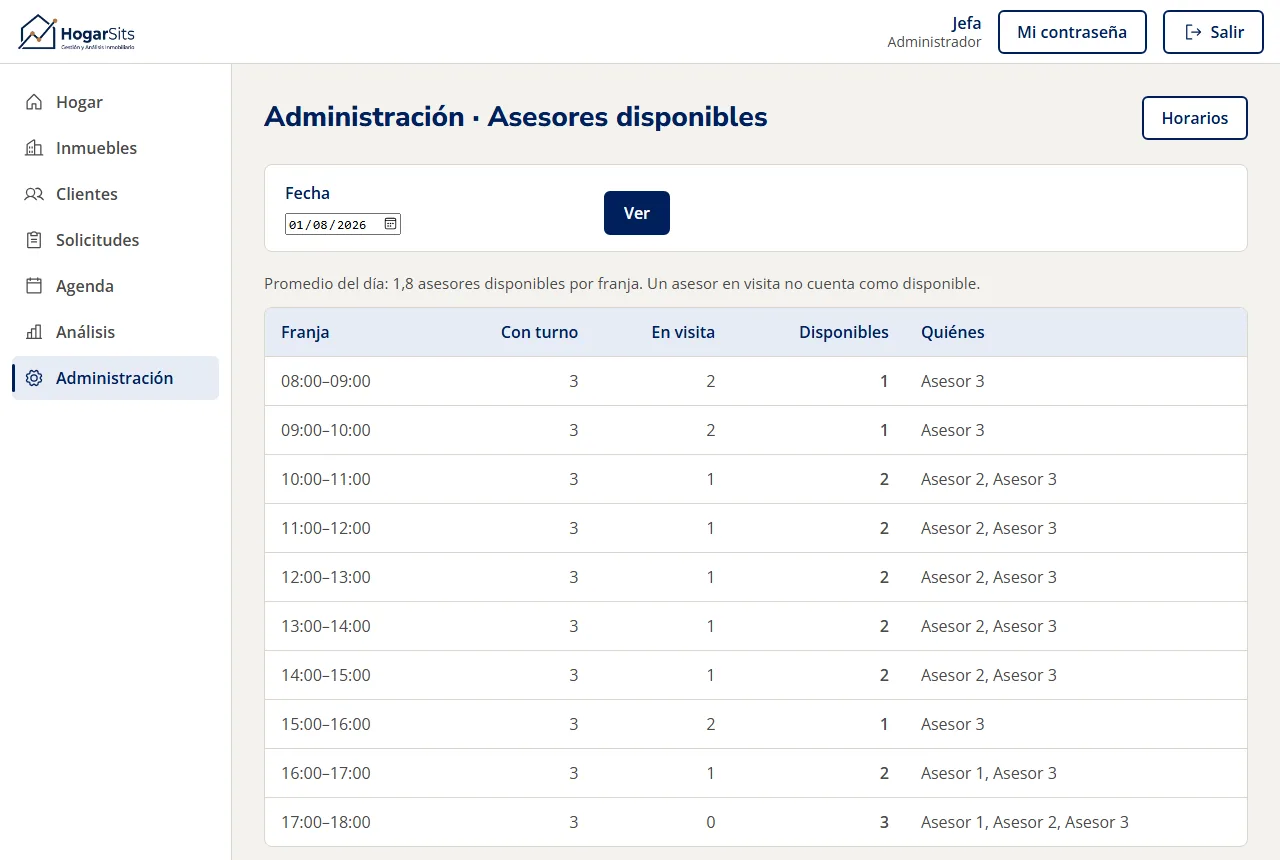 HogarSits
Gestión y Análisis Inmobiliario
Jefa
Administrador
Mi contraseña
Salir
Hogar
Inmuebles
Clientes
Solicitudes
Agenda
Análisis
Administración
Administración · Asesores disponibles
Horarios
Fecha
01/08/2026
Ver
Promedio del día: 1,8 asesores disponibles por franja. Un asesor en visita no cuenta como disponible.
Franja Con turno En visita Disponibles Quiénes
08:00–09:00 3 2 1 Asesor 3
09:00–10:00 3 2 1 Asesor 3
10:00–11:00 3 1 2 Asesor 2, Asesor 3
11:00–12:00 3 1 2 Asesor 2, Asesor 3
12:00–13:00 3 1 2 Asesor 2, Asesor 3
13:00–14:00 3 1 2 Asesor 2, Asesor 3
14:00–15:00 3 1 2 Asesor 2, Asesor 3
15:00–16:00 3 2 1 Asesor 3
16:00–17:00 3 1 2 Asesor 1, Asesor 3
17:00–18:00 3 0 3 Asesor 1, Asesor 2, Asesor 3